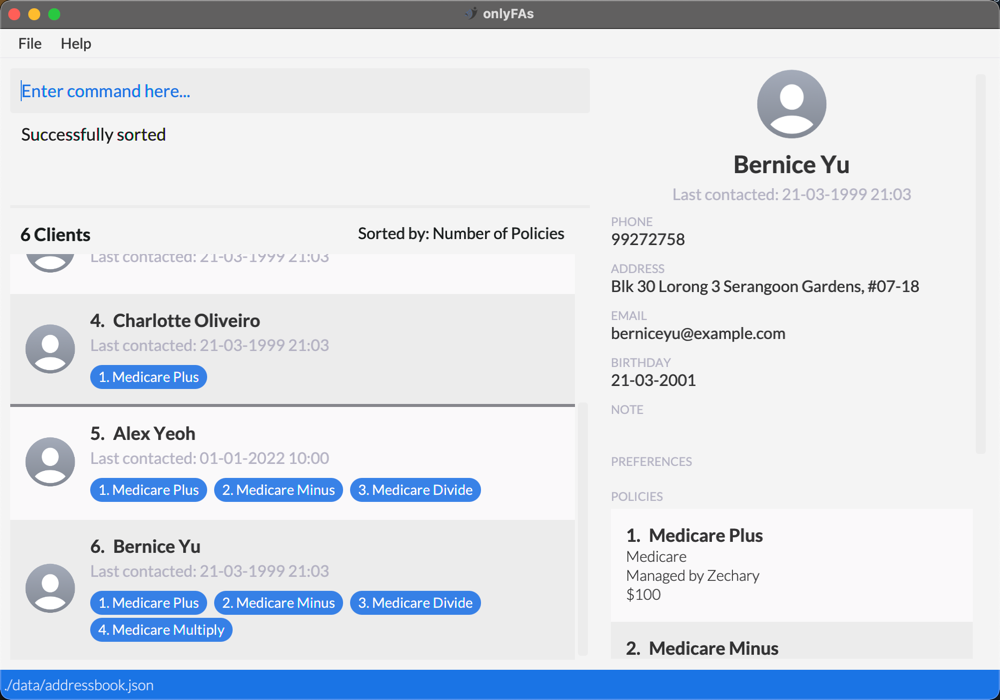 onlyFAs
File Help
Enter command here...
Successfully sorted
6 Clients
Sorted by: Number of Policies
Last contacted: 21-03-1999 21:03
4. Charlotte Oliveiro
Last contacted: 21-03-1999 21:03
1. Medicare Plus
5. Alex Yeoh
Last contacted: 01-01-2022 10:00
1. Medicare Plus 2. Medicare Minus 3. Medicare Divide
6. Bernice Yu
Last contacted: 21-03-1999 21:03
1. Medicare Plus 2. Medicare Minus 3. Medicare Divide
4. Medicare Multiply
Bernice Yu
Last contacted: 21-03-1999 21:03
PHONE
99272758
ADDRESS
Blk 30 Lorong 3 Serangoon Gardens, #07-18
EMAIL
berniceyu@example.com
BIRTHDAY
21-03-2001
NOTE
PREFERENCES
POLICIES
1. Medicare Plus
Medicare
Managed by Zechary
$100
2. Medicare Minus
./data/addressbook.json